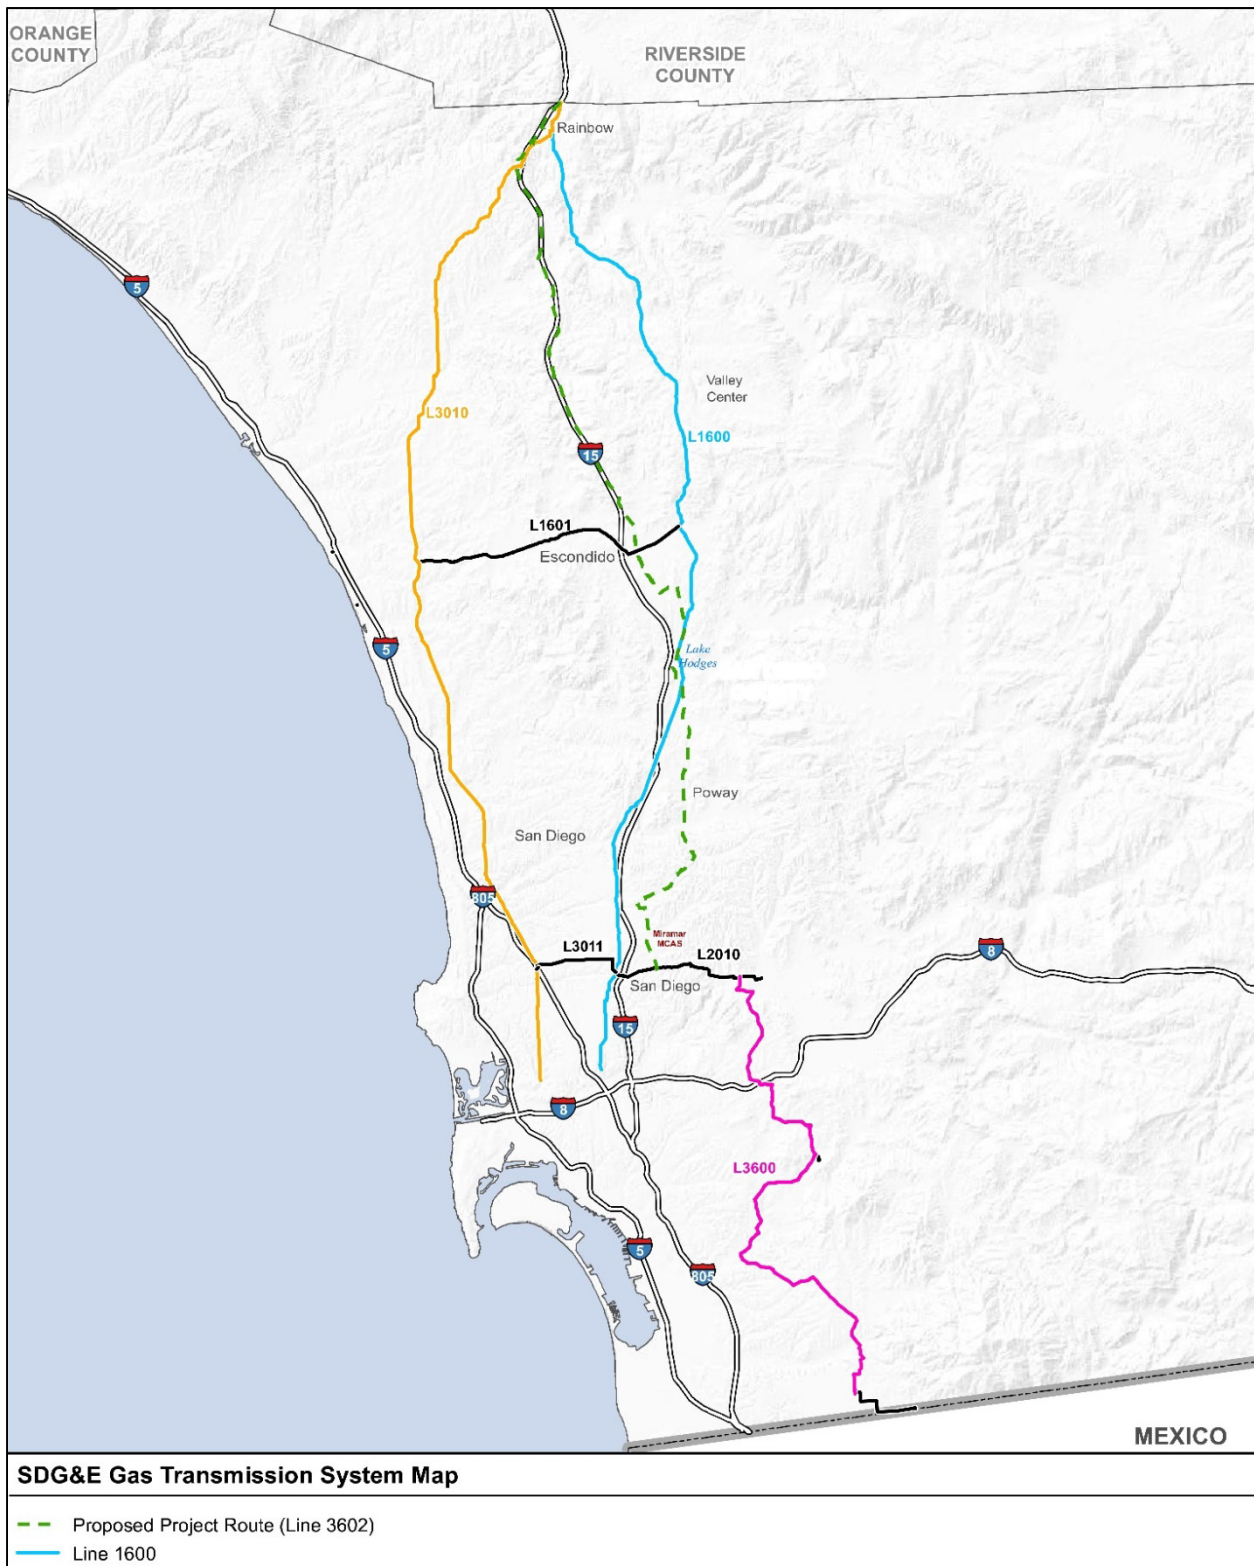 ORANGE
COUNTY
RIVERSIDE
COUNTY
Rainbow
5
Valley
Center
L3010
L1600
15
L1601
Escondido
5
Lake
Hodges
Poway
San Diego
805
Miramar
MCAS
L3011
L2010
8
San Diego
15
8
L3600
5
805
MEXICO
SDG&E Gas Transmission System Map
Proposed Project Route (Line 3602)
Line 1600